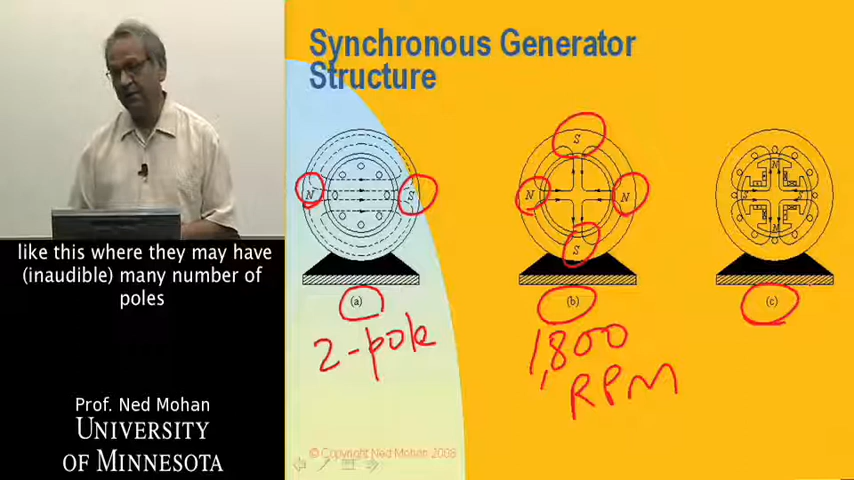 Synchronous Generator
Structure
N
S
S
N
N
S
N
S
S
N
like this where they may have
(inaudible) many number of
poles
(a)
(b)
(c)
2-pole
1,800
RPM
Prof. Ned Mohan
UNIVERSITY
OF MINNESOTA
© Copyright Ned Mohan 2008